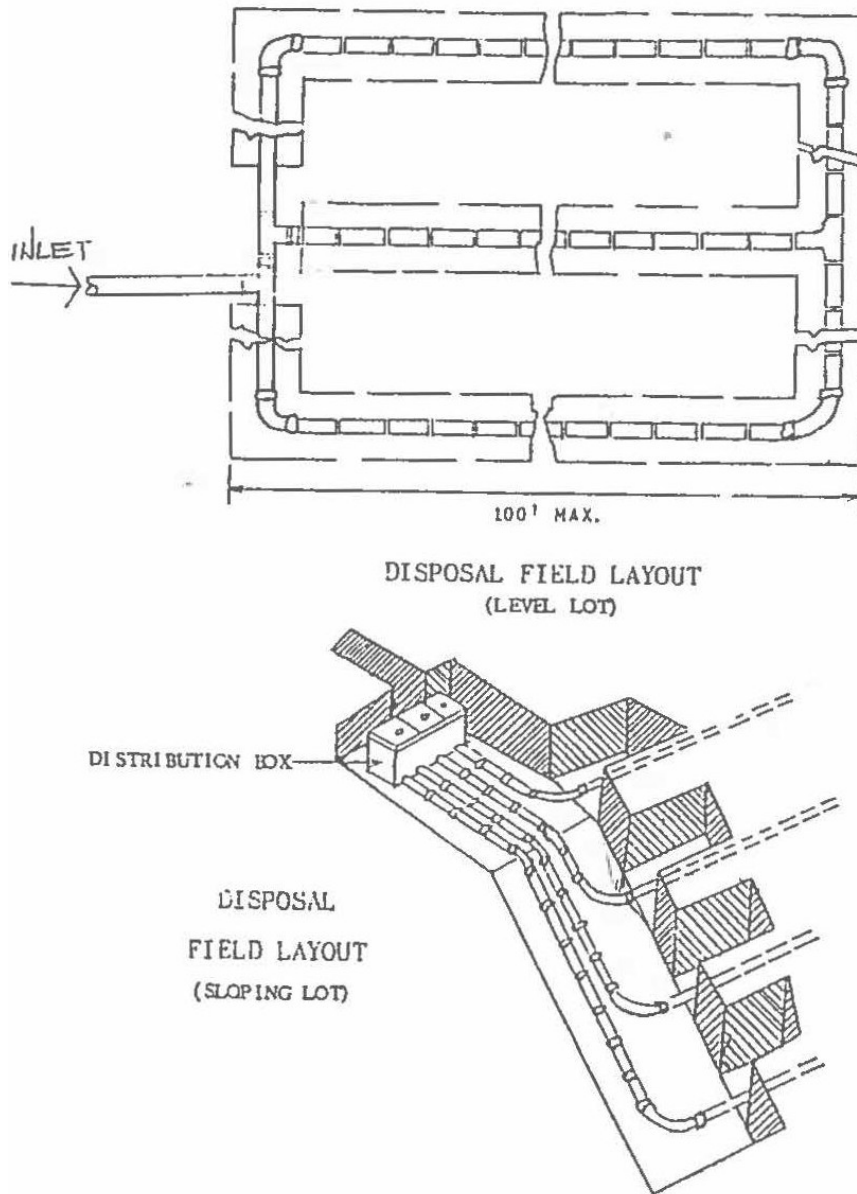 INLET
100' MAX.
DISPOSAL FIELD LAYOUT
(LEVEL LOT)
DISTRIBUTION BOX
DISPOSAL
FIELD LAYOUT
(SLOPING LOT)